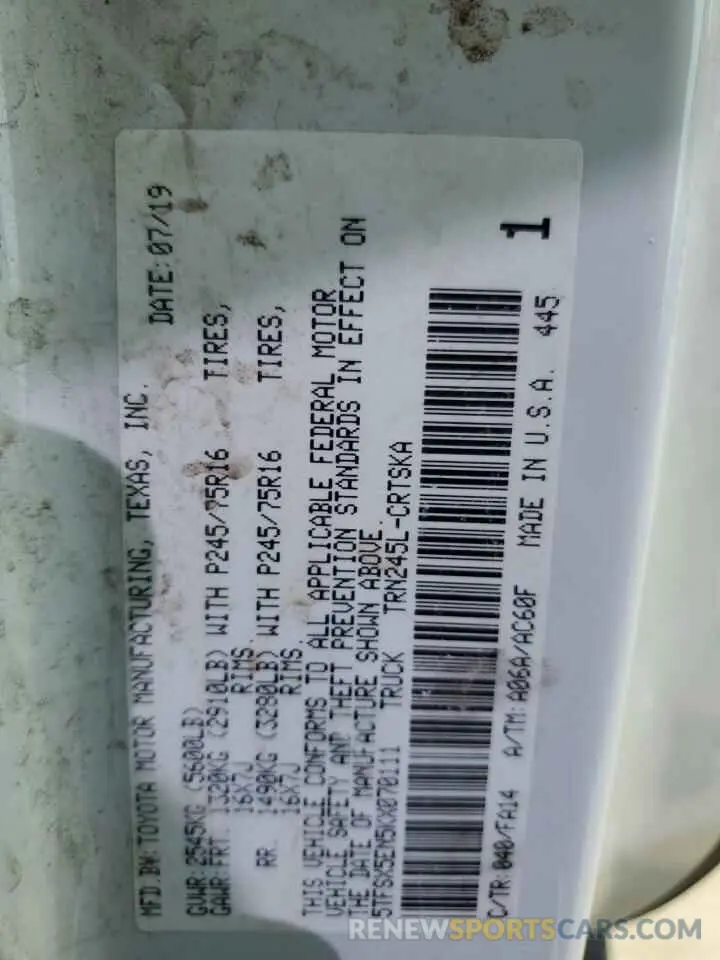 MFD.BY:TOYOTA MOTOR MANUFACTURING, TEXAS, INC. DATE:07/19
GVWR:2545KG (5600LB)
GAWR:FRT. 1320KG (2910LB) WITH P245/75R16 TIRES,
16X7J RIMS.
RR. 1490KG (3280LB) WITH P245/75R16 TIRES,
16X7J RIMS.
THIS VEHICLE CONFORMS TO ALL APPLICABLE FEDERAL MOTOR
VEHICLE SAFETY AND THEFT PREVENTION STANDARDS IN EFFECT ON
THE DATE OF MANUFACTURE SHOWN ABOVE.
5TFSX5EN5KX070111 TRUCK TRN245L-CRTSKA
1
C/TR:040/FA14 A/TM:A06A/AC60F MADE IN U.S.A. 445
RENEWSPORTSCARS.COM